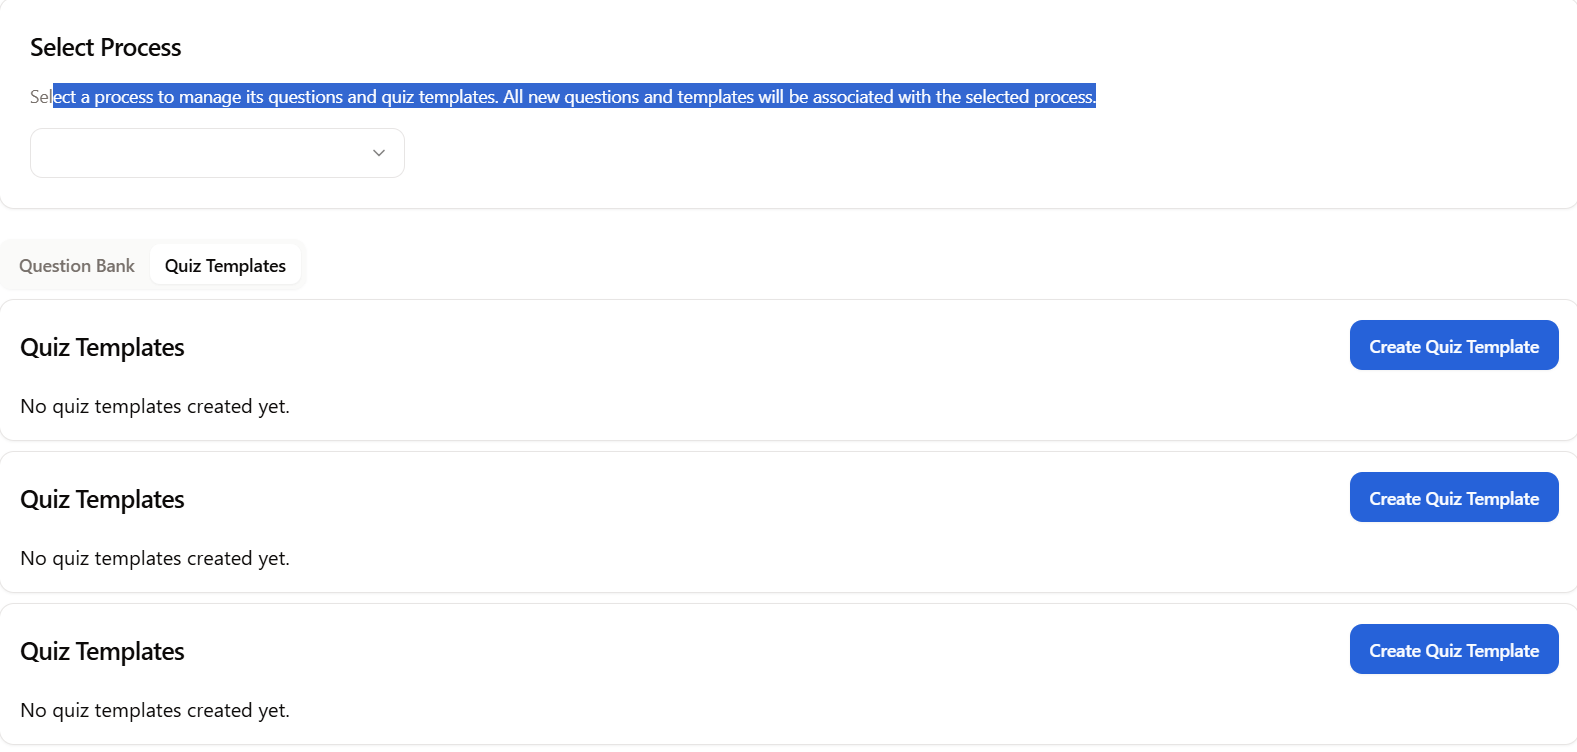 Select Process
Select a process to manage its questions and quiz templates. All new questions and templates will be associated with the selected process.
Question Bank
Quiz Templates
Quiz Templates
Create Quiz Template
No quiz templates created yet.
Quiz Templates
Create Quiz Template
No quiz templates created yet.
Quiz Templates
Create Quiz Template
No quiz templates created yet.